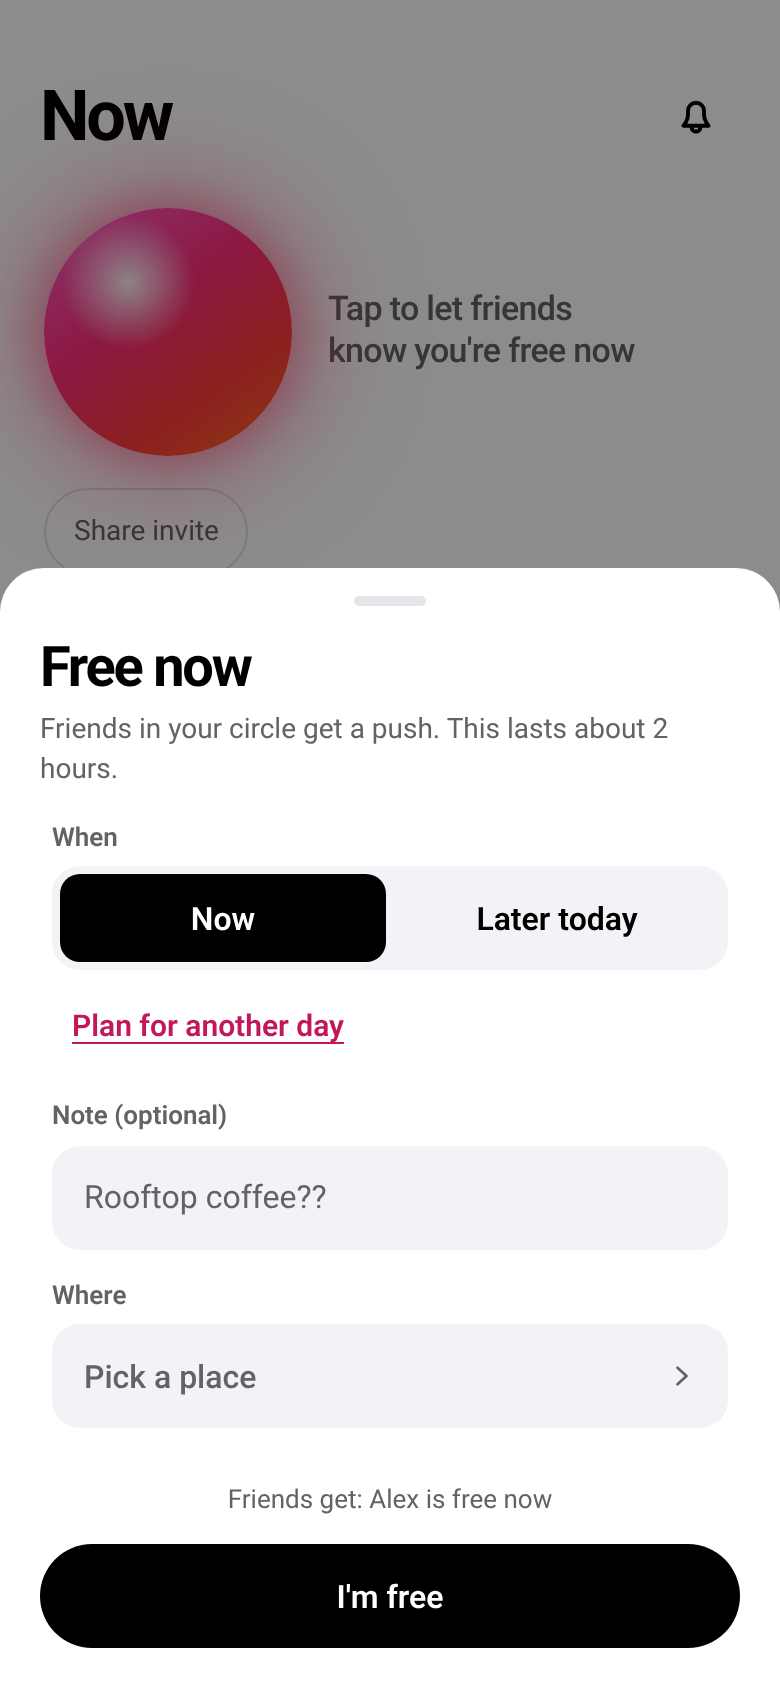 Now
Tap to let friends
know you're free now
Share invite
Free now
Friends in your circle get a push. This lasts about 2
hours.
When
Now
Later today
Plan for another day
Note (optional)
Rooftop coffee??
Where
Pick a place
Friends get: Alex is free now
I'm free